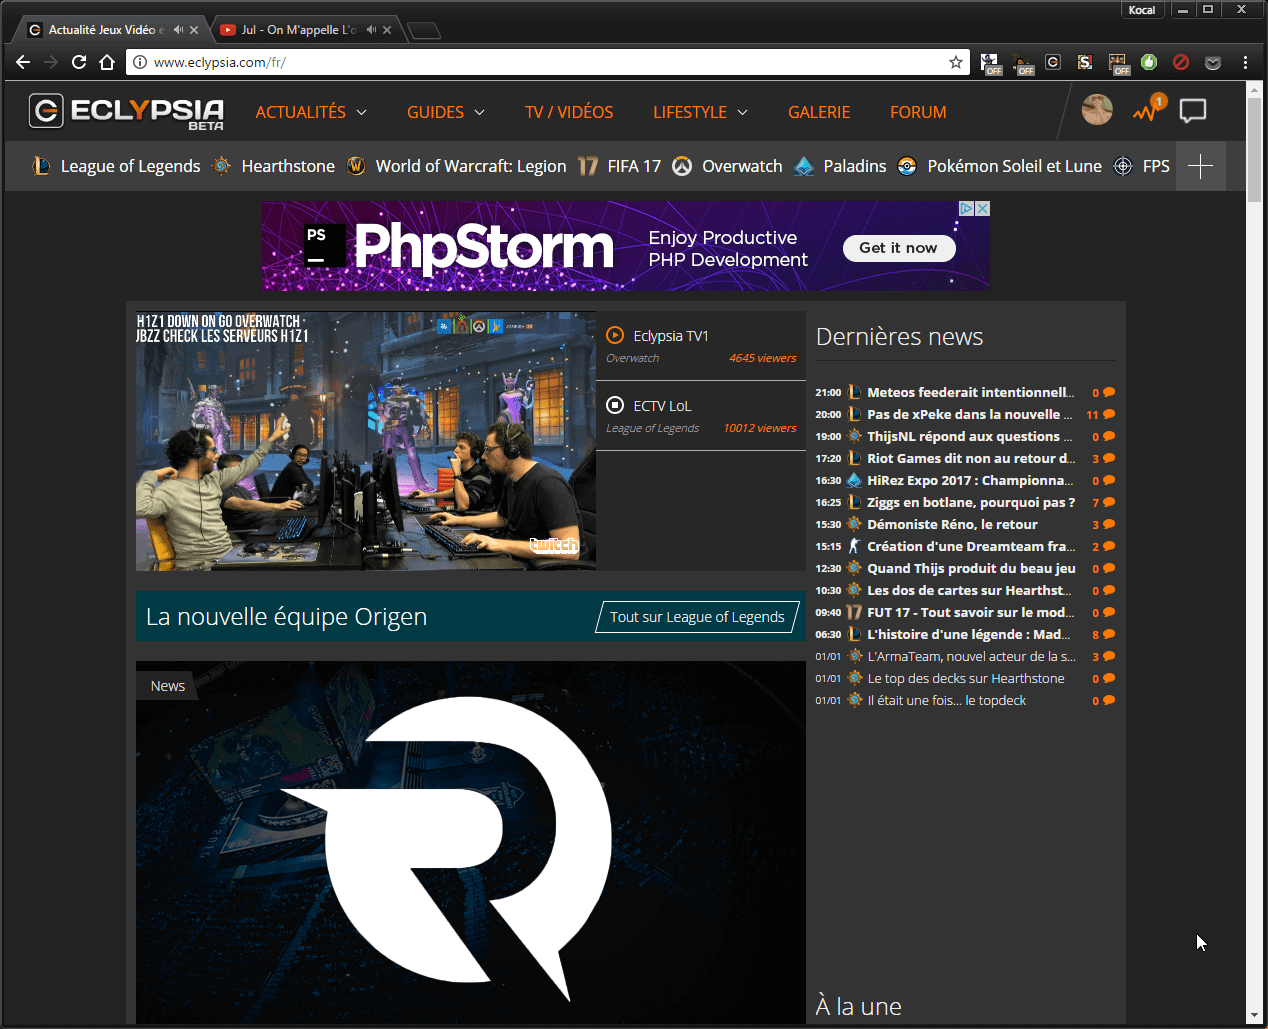 Kocal
Actualité Jeux Vidéo e
Jul - On M'appelle L'o
www.eclypsia.com/fr/
OFF
OFF
OFF
ECLYPSIA
BETA
ACTUALITÉS
GUIDES
TV / VIDÉOS
LIFESTYLE
GALERIE
FORUM
1
League of Legends
Hearthstone
World of Warcraft: Legion
17
FIFA 17
Overwatch
Paladins
Pokémon Soleil et Lune
FPS
PS
PhpStorm
Enjoy Productive
PHP Development
Get it now
H1Z1 DOWN ON GO OVERWATCH
JBZZ CHECK LES SERVEURS H1Z1
twitch
Eclypsia TV1
Overwatch
4645 viewers
ECTV LoL
League of Legends
10012 viewers
La nouvelle équipe Origen
Tout sur League of Legends
News
Dernières news
21:00 Meteos feederait intentionnell... 0
20:00 Pas de xPeke dans la nouvelle ... 11
19:00 ThijsNL répond aux questions ... 0
17:20 Riot Games dit non au retour d... 3
16:30 HiRez Expo 2017 : Championna... 0
16:25 Ziggs en botlane, pourquoi pas ? 7
15:30 Démoniste Réno, le retour 3
15:15 Création d'une Dreamteam fra... 2
12:30 Quand Thijs produit du beau jeu 0
10:30 Les dos de cartes sur Hearthst... 0
09:40 17 FUT 17 - Tout savoir sur le mod... 0
06:30 L'histoire d'une légende : Mad... 8
01/01 L'ArmaTeam, nouvel acteur de la s... 3
01/01 Le top des decks sur Hearthstone 0
01/01 Il était une fois... le topdeck 0
À la une